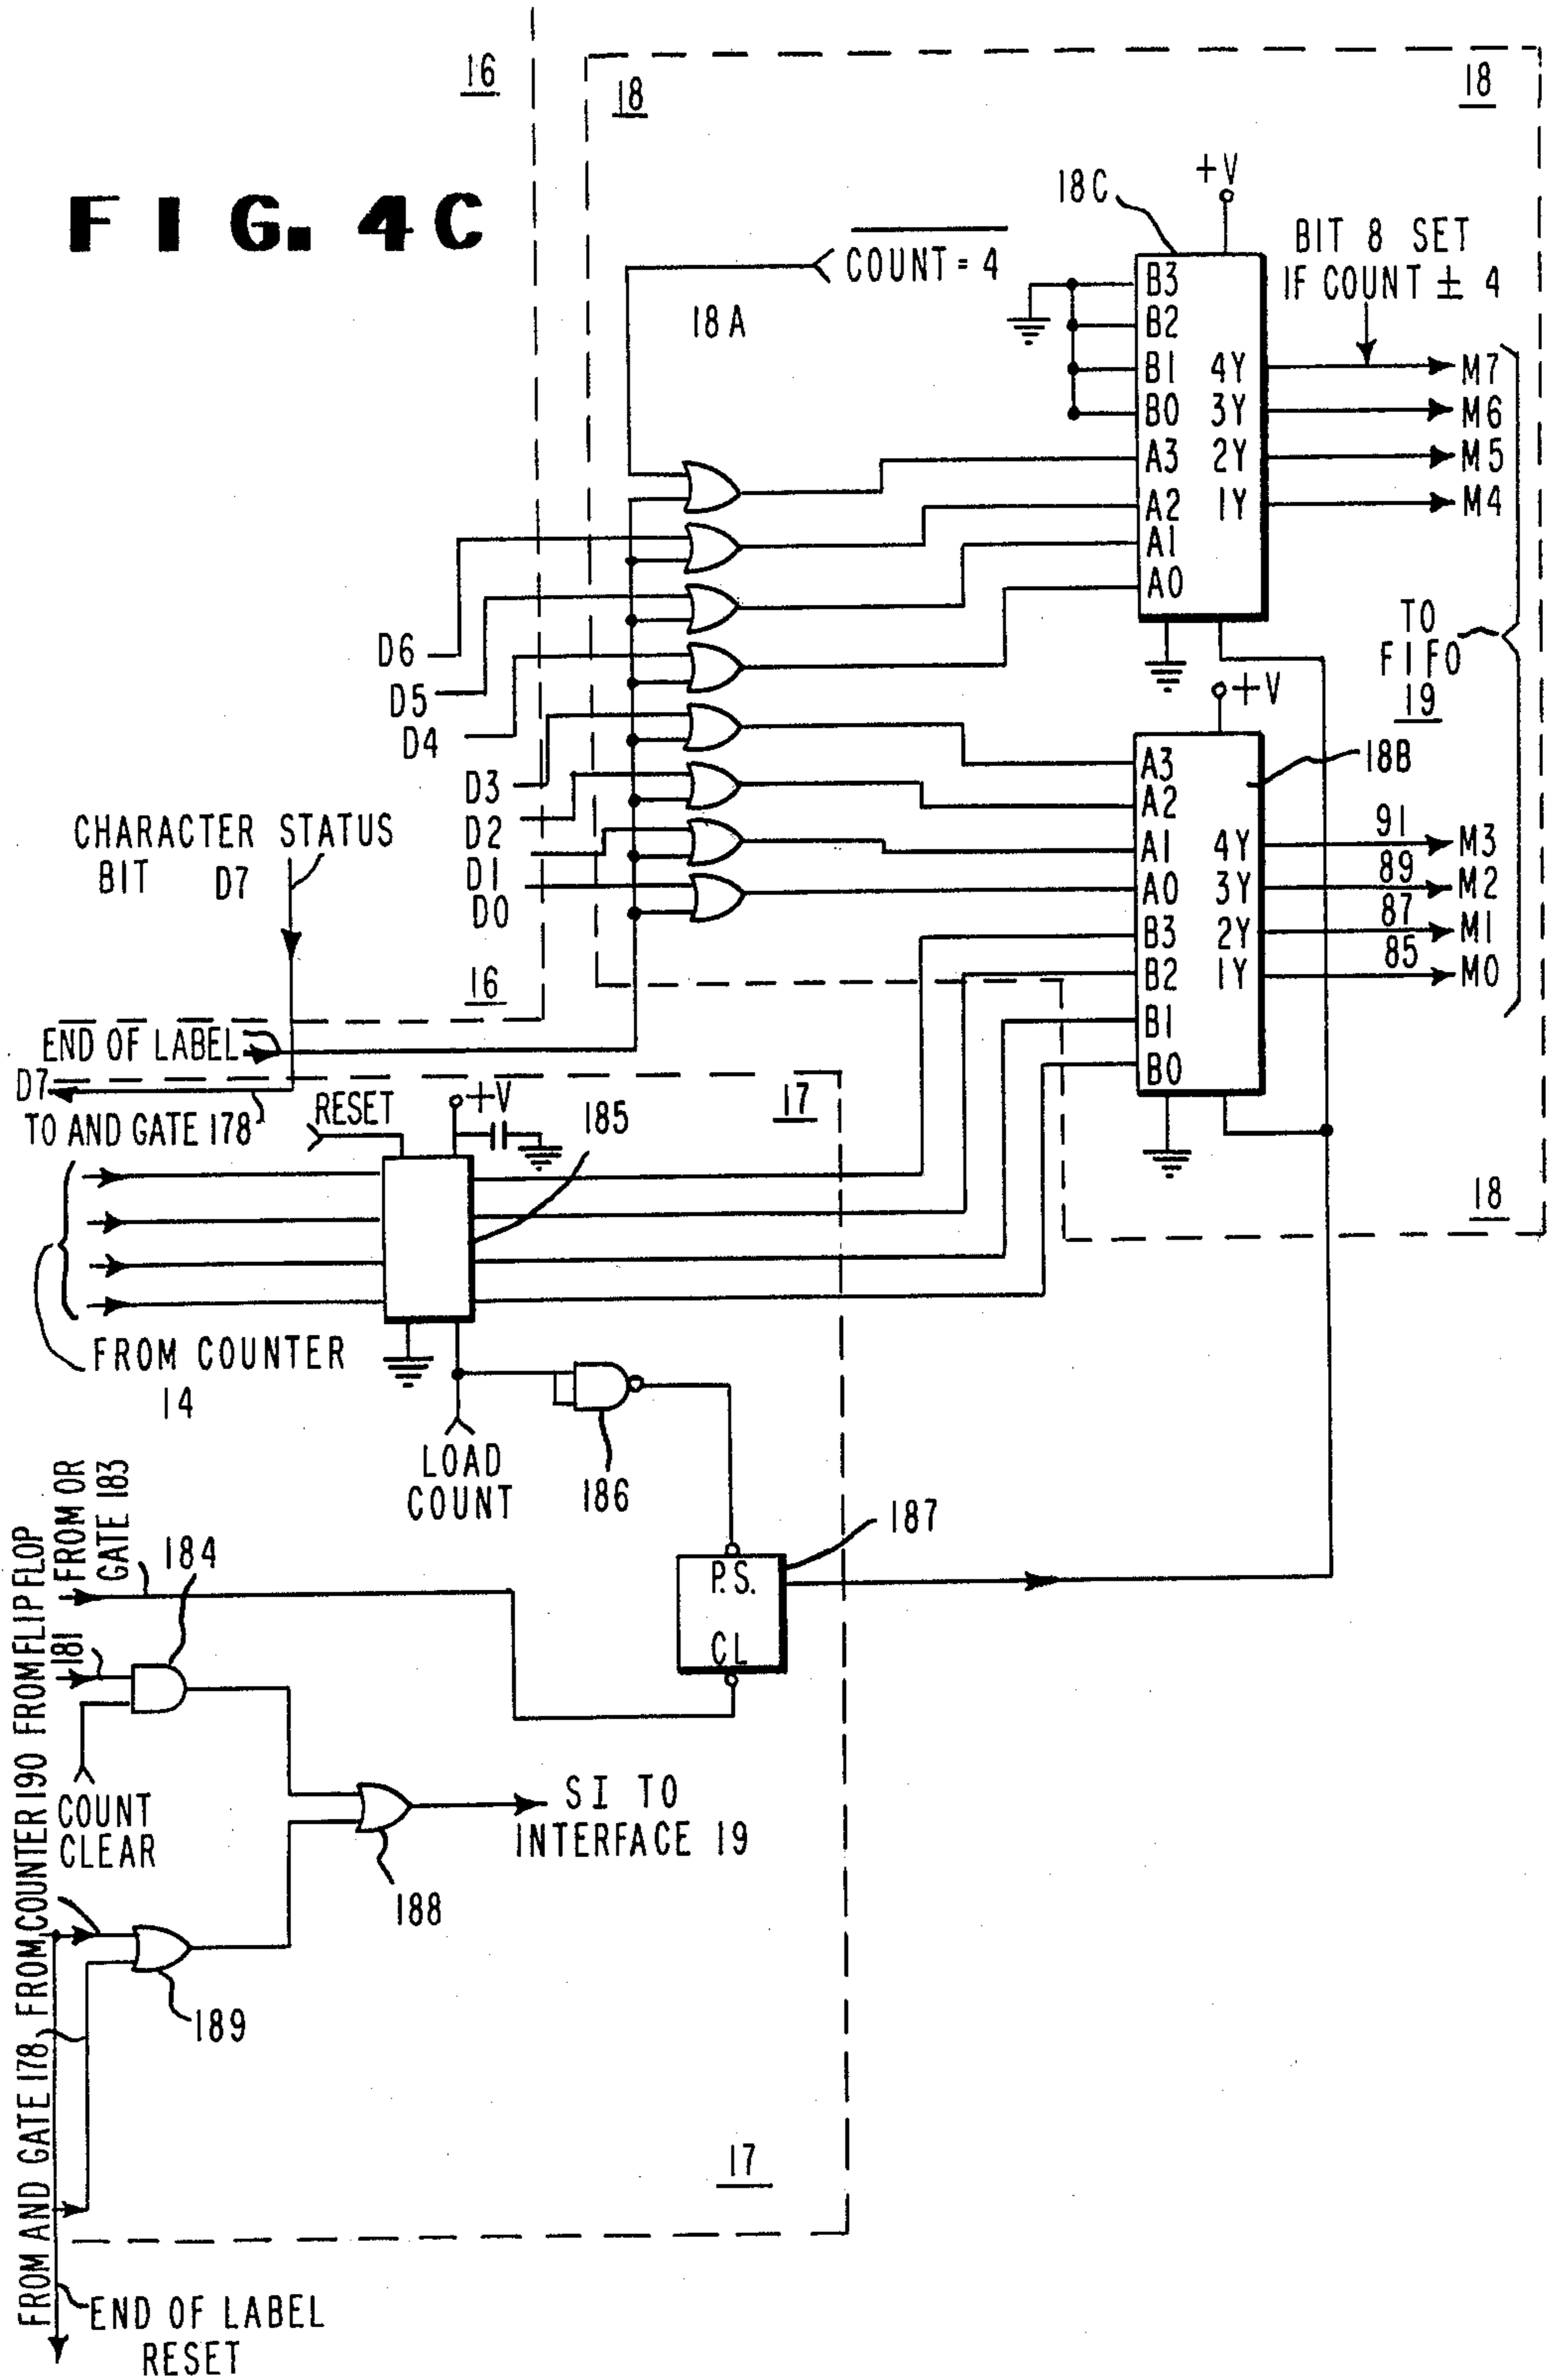 FIG. 4C
16
18
18
18C
+V
COUNT = 4
18A
BIT 8 SET
IF COUNT ± 4
B3
B2
B1
B0
A3
A2
A1
A0
4Y
3Y
2Y
1Y
M7
M6
M5
M4
D6
D5
D4
D3
D2
D1
D0
TO
FIFO
19
+V
18B
A3
A2
A1
A0
B3
B2
B1
B0
4Y
3Y
2Y
1Y
91
89
87
85
M3
M2
M1
M0
CHARACTER STATUS
BIT D7
16
END OF LABEL
D7
TO AND GATE 178
RESET
+V
185
17
18
FROM COUNTER
14
LOAD
COUNT
186
187
P.S.
CL
FROM OR
GATE 183
184
FROM FLIP FLOP
181
COUNT
CLEAR
SI TO
INTERFACE 19
188
FROM COUNTER 190
189
FROM AND GATE 178
17
END OF LABEL
RESET